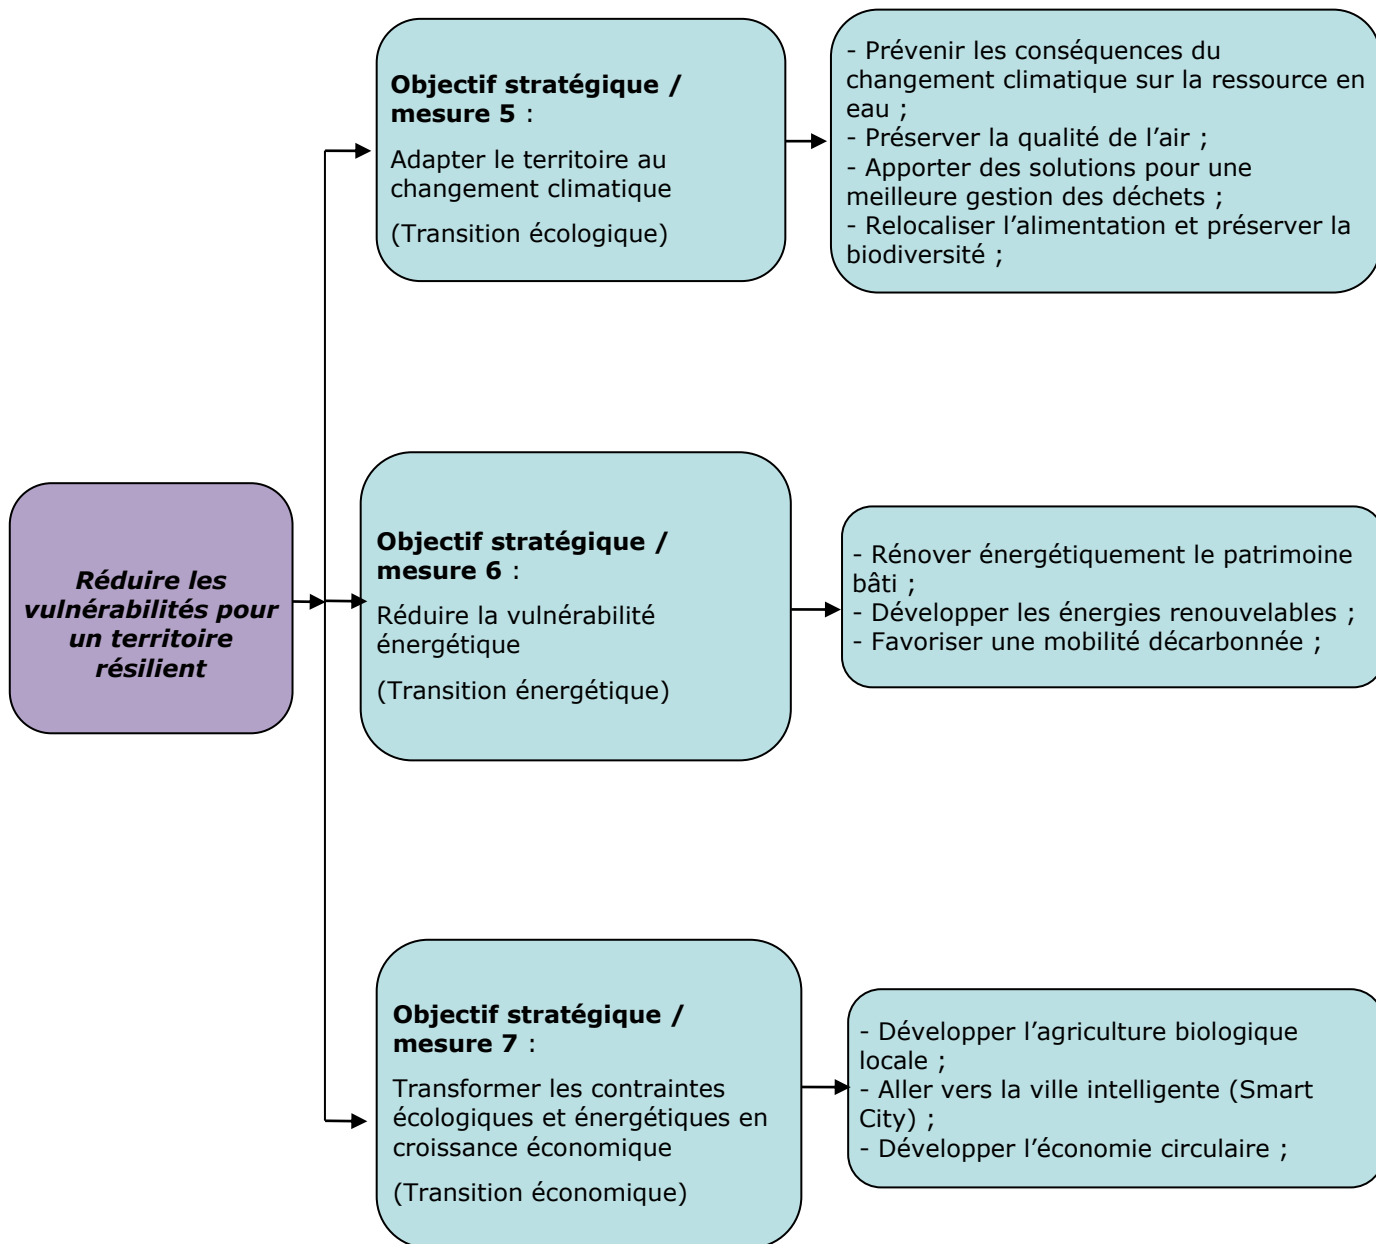 Objectif stratégique /
mesure 5 :
Adapter le territoire au
changement climatique
(Transition écologique)
- Prévenir les conséquences du
changement climatique sur la ressource en
eau ;
- Préserver la qualité de l’air ;
- Apporter des solutions pour une
meilleure gestion des déchets ;
- Relocaliser l’alimentation et préserver la
biodiversité ;
Réduire les
vulnérabilités pour
un territoire
résilient
Objectif stratégique /
mesure 6 :
Réduire la vulnérabilité
énergétique
(Transition énergétique)
- Rénover énergétiquement le patrimoine
bâti ;
- Développer les énergies renouvelables ;
- Favoriser une mobilité décarbonnée ;
Objectif stratégique /
mesure 7 :
Transformer les contraintes
écologiques et énergétiques en
croissance économique
(Transition économique)
- Développer l’agriculture biologique
locale ;
- Aller vers la ville intelligente (Smart
City) ;
- Développer l’économie circulaire ;